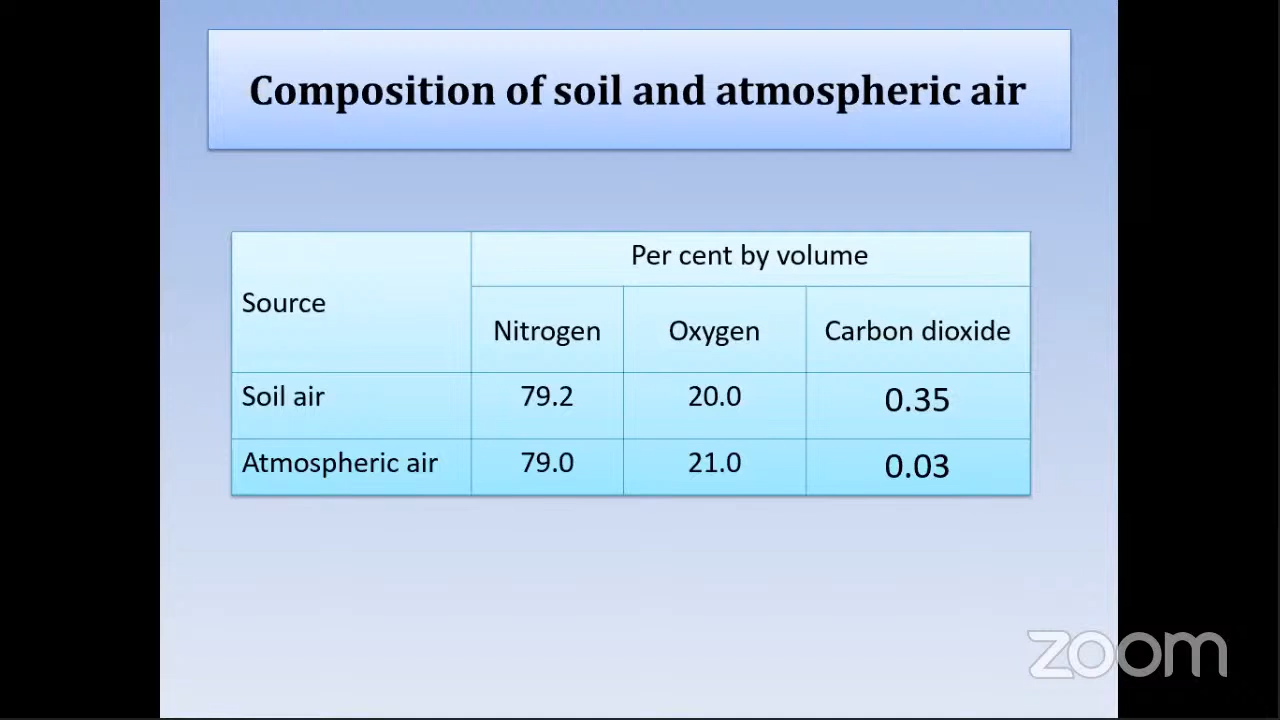 Composition of soil and atmospheric air
Source
Per cent by volume
Nitrogen Oxygen Carbon dioxide
Soil air 79.2 20.0 0.35
Atmospheric air 79.0 21.0 0.03
zoom